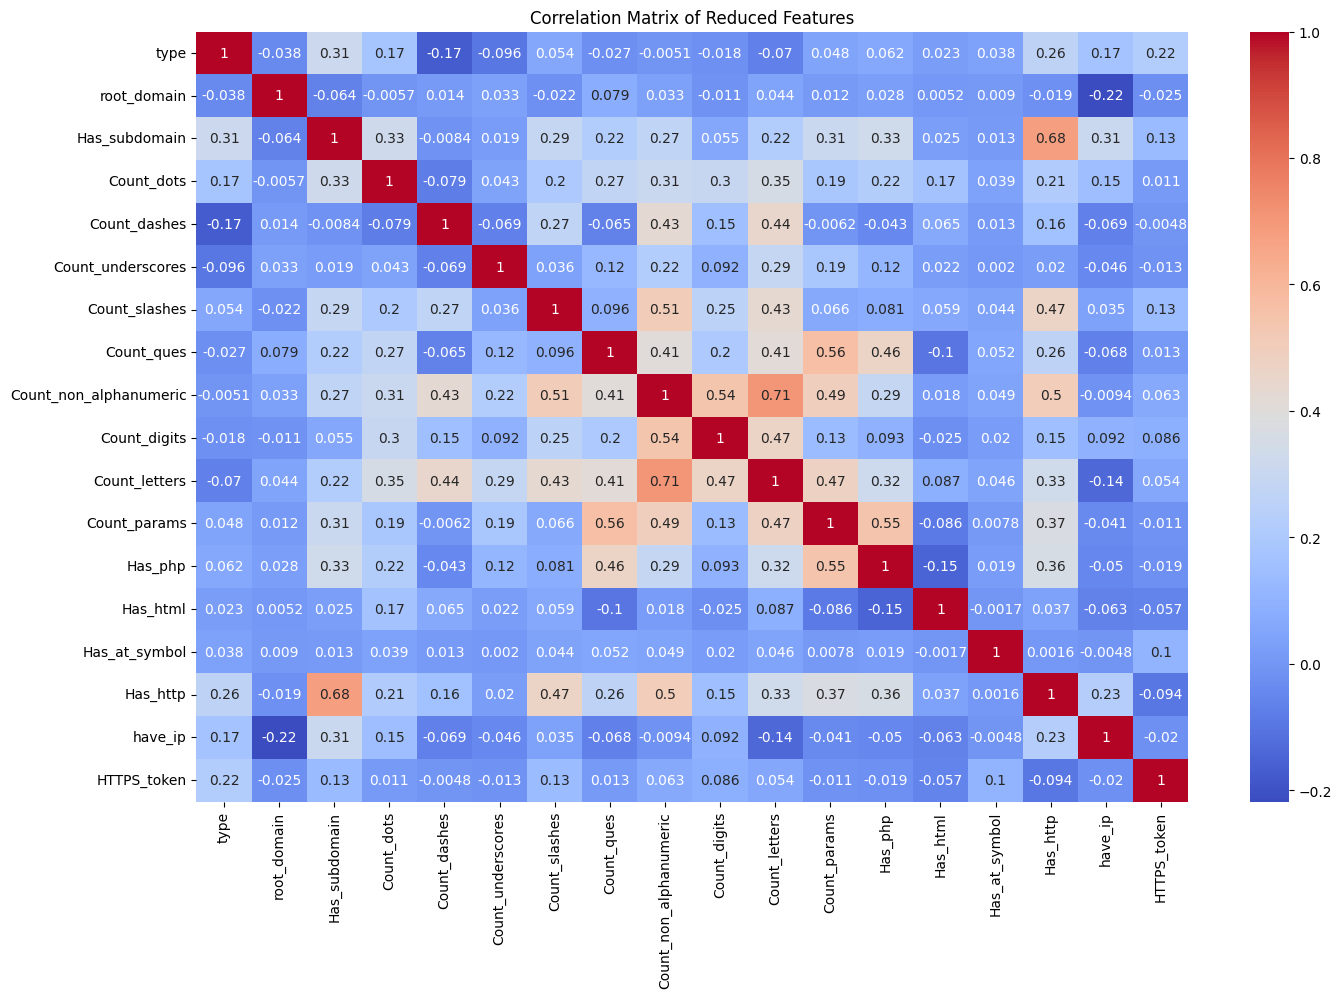 Correlation Matrix of Reduced Features
type 1 -0.038 0.31 0.17 -0.17 -0.096 0.054 -0.027 -0.0051 -0.018 -0.07 0.048 0.062 0.023 0.038 0.26 0.17 0.22
root_domain -0.038 1 -0.064 -0.0057 0.014 0.033 -0.022 0.079 0.033 -0.011 0.044 0.012 0.028 0.0052 0.009 -0.019 -0.22 -0.025
Has_subdomain 0.31 -0.064 1 0.33 -0.0084 0.019 0.29 0.22 0.27 0.055 0.22 0.31 0.33 0.025 0.013 0.68 0.31 0.13
Count_dots 0.17 -0.0057 0.33 1 -0.079 0.043 0.2 0.27 0.31 0.3 0.35 0.19 0.22 0.17 0.039 0.21 0.15 0.011
Count_dashes -0.17 0.014 -0.0084 -0.079 1 -0.069 0.27 -0.065 0.43 0.15 0.44 -0.0062 -0.043 0.065 0.013 0.16 -0.069 -0.0048
Count_underscores -0.096 0.033 0.019 0.043 -0.069 1 0.036 0.12 0.22 0.092 0.29 0.19 0.12 0.022 0.002 0.02 -0.046 -0.013
Count_slashes 0.054 -0.022 0.29 0.2 0.27 0.036 1 0.096 0.51 0.25 0.43 0.066 0.081 0.059 0.044 0.47 0.035 0.13
Count_ques -0.027 0.079 0.22 0.27 -0.065 0.12 0.096 1 0.41 0.2 0.41 0.56 0.46 -0.1 0.052 0.26 -0.068 0.013
Count_non_alphanumeric -0.0051 0.033 0.27 0.31 0.43 0.22 0.51 0.41 1 0.54 0.71 0.49 0.29 0.018 0.049 0.5 -0.0094 0.063
Count_digits -0.018 -0.011 0.055 0.3 0.15 0.092 0.25 0.2 0.54 1 0.47 0.13 0.093 -0.025 0.02 0.15 0.092 0.086
Count_letters -0.07 0.044 0.22 0.35 0.44 0.29 0.43 0.41 0.71 0.47 1 0.47 0.32 0.087 0.046 0.33 -0.14 0.054
Count_params 0.048 0.012 0.31 0.19 -0.0062 0.19 0.066 0.56 0.49 0.13 0.47 1 0.55 -0.086 0.0078 0.37 -0.041 -0.011
Has_php 0.062 0.028 0.33 0.22 -0.043 0.12 0.081 0.46 0.29 0.093 0.32 0.55 1 -0.15 0.019 0.36 -0.05 -0.019
Has_html 0.023 0.0052 0.025 0.17 0.065 0.022 0.059 -0.1 0.018 -0.025 0.087 -0.086 -0.15 1 -0.0017 0.037 -0.063 -0.057
Has_at_symbol 0.038 0.009 0.013 0.039 0.013 0.002 0.044 0.052 0.049 0.02 0.046 0.0078 0.019 -0.0017 1 0.0016 -0.0048 0.1
Has_http 0.26 -0.019 0.68 0.21 0.16 0.02 0.47 0.26 0.5 0.15 0.33 0.37 0.36 0.037 0.0016 1 0.23 -0.094
have_ip 0.17 -0.22 0.31 0.15 -0.069 -0.046 0.035 -0.068 -0.0094 0.092 -0.14 -0.041 -0.05 -0.063 -0.0048 0.23 1 -0.02
HTTPS_token 0.22 -0.025 0.13 0.011 -0.0048 -0.013 0.13 0.013 0.063 0.086 0.054 -0.011 -0.019 -0.057 0.1 -0.094 -0.02 1
type
root_domain
Has_subdomain
Count_dots
Count_dashes
Count_underscores
Count_slashes
Count_ques
Count_non_alphanumeric
Count_digits
Count_letters
Count_params
Has_php
Has_html
Has_at_symbol
Has_http
have_ip
HTTPS_token
1.0
0.8
0.6
0.4
0.2
0.0
−0.2